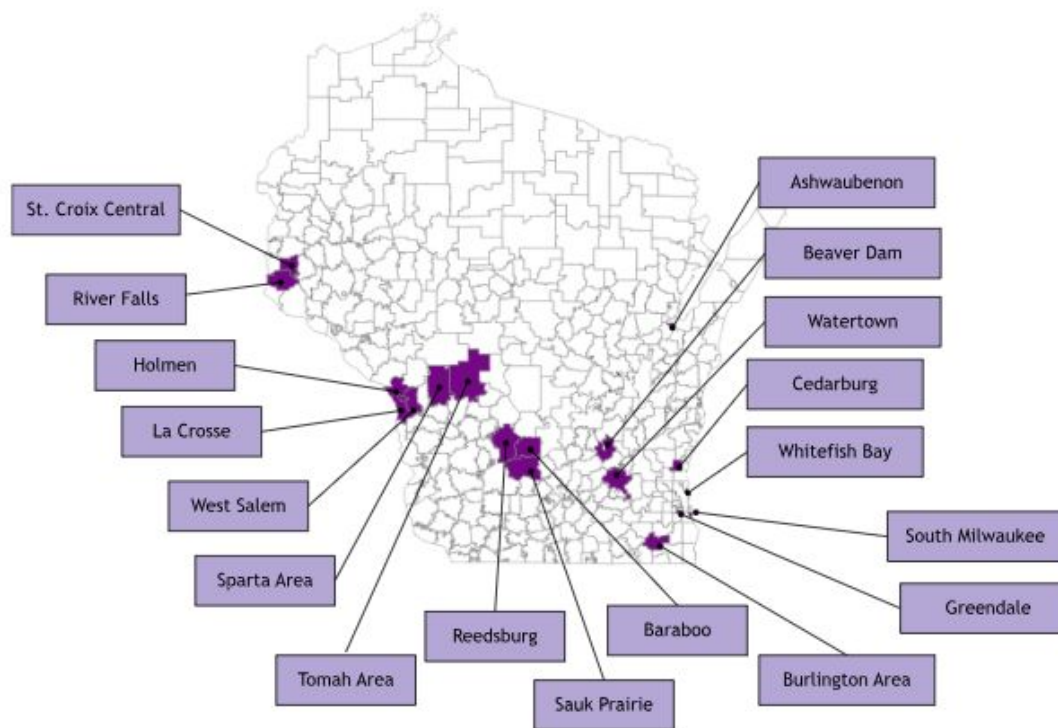 Ashwaubenon
St. Croix Central
Beaver Dam
River Falls
Watertown
Holmen
Cedarburg
La Crosse
Whitefish Bay
West Salem
South Milwaukee
Sparta Area
Greendale
Reedsburg
Baraboo
Tomah Area
Burlington Area
Sauk Prairie